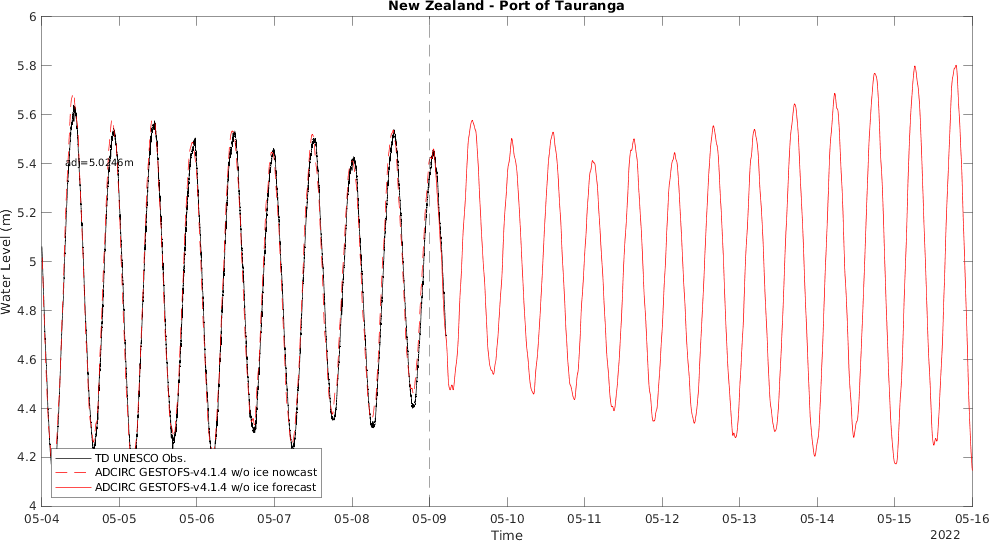 New Zealand - Port of Tauranga
6
5.8
5.6
5.4
5.2
5
4.8
4.6
4.4
4.2
4
Water Level (m)
adj=5.0246m
TD UNESCO Obs.
ADCIRC GESTOFS-v4.1.4 w/o ice nowcast
ADCIRC GESTOFS-v4.1.4 w/o ice forecast
05-04 05-05 05-06 05-07 05-08 05-09 05-10 05-11 05-12 05-13 05-14 05-15 05-16
Time
2022